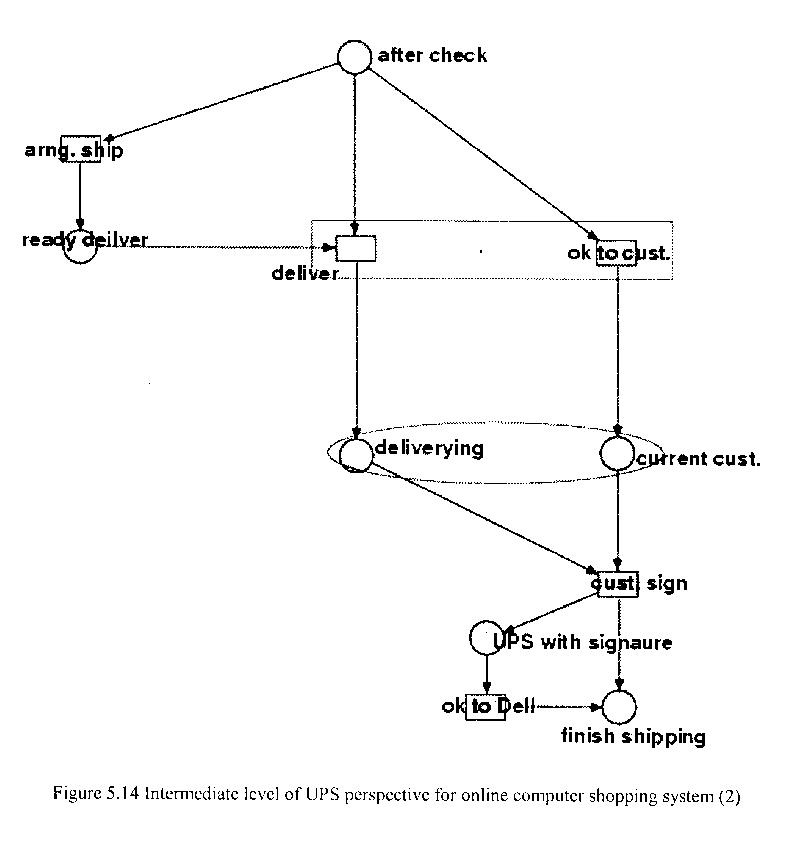 after check
arng. ship
ready deilver
ok to cust.
deliver
deliverying
current cust.
cust. sign
UPS with signaure
ok to Dell
finish shipping
Figure 5.14 Intermediate level of UPS perspective for online computer shopping system (2)